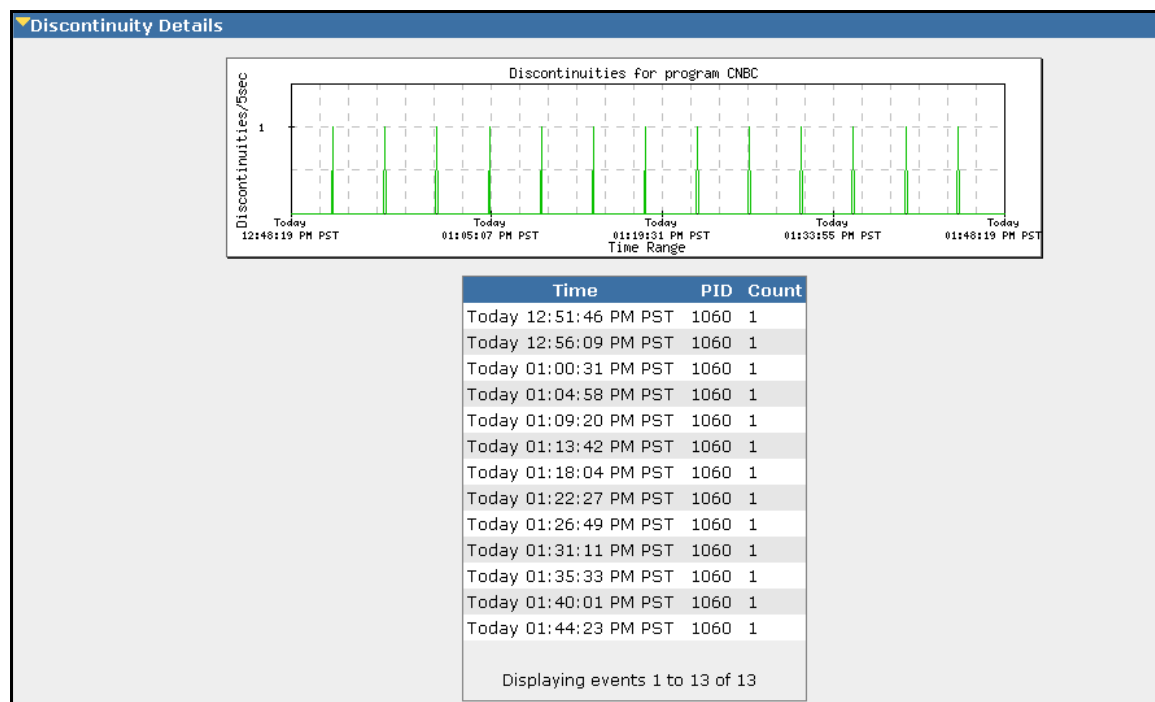 Discontinuity Details
Discontinuities for program CNBC
Discontinuities/5sec
1
Today Today Today Today Today
12:48:19 PM PST 01:05:07 PM PST 01:19:31 PM PST 01:33:55 PM PST 01:48:19 PM PST
Time Range
Time PID Count
Today 12:51:46 PM PST 1060 1
Today 12:56:09 PM PST 1060 1
Today 01:00:31 PM PST 1060 1
Today 01:04:58 PM PST 1060 1
Today 01:09:20 PM PST 1060 1
Today 01:13:42 PM PST 1060 1
Today 01:18:04 PM PST 1060 1
Today 01:22:27 PM PST 1060 1
Today 01:26:49 PM PST 1060 1
Today 01:31:11 PM PST 1060 1
Today 01:35:33 PM PST 1060 1
Today 01:40:01 PM PST 1060 1
Today 01:44:23 PM PST 1060 1
Displaying events 1 to 13 of 13